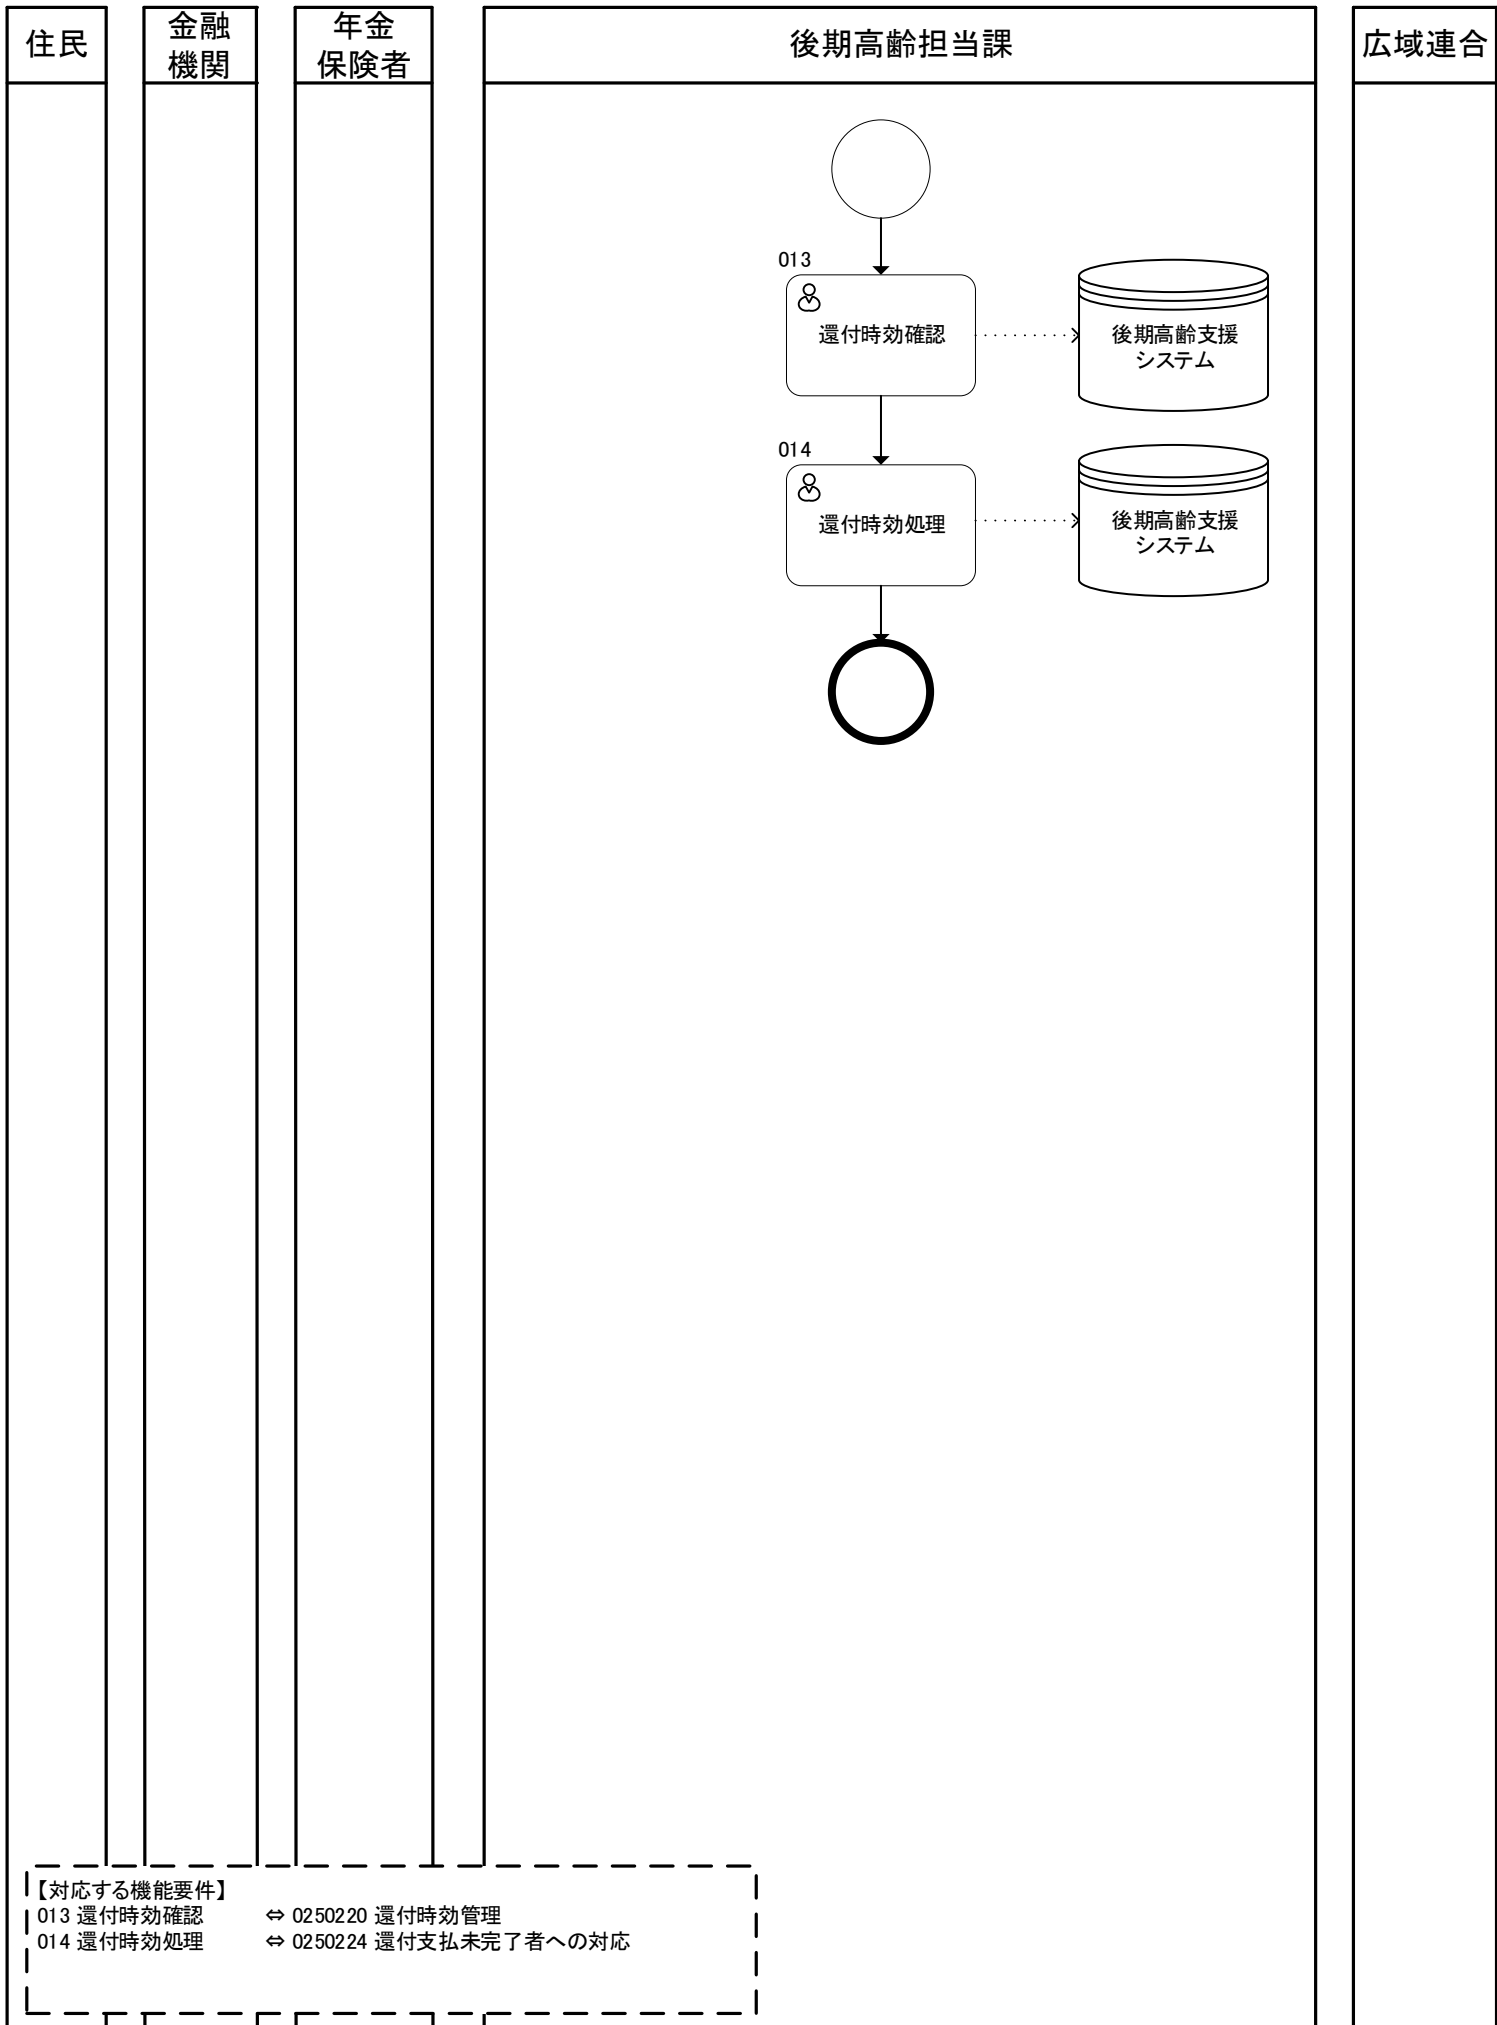 住民
金融
機関
年金
保険者
後期高齢担当課
広域連合
013
還付時効確認
後期高齢支援
システム
014
還付時効処理
後期高齢支援
システム
【対応する機能要件】
013 還付時効確認 ⇔ 0250220 還付時効管理
014 還付時効処理 ⇔ 0250224 還付支払未完了者への対応